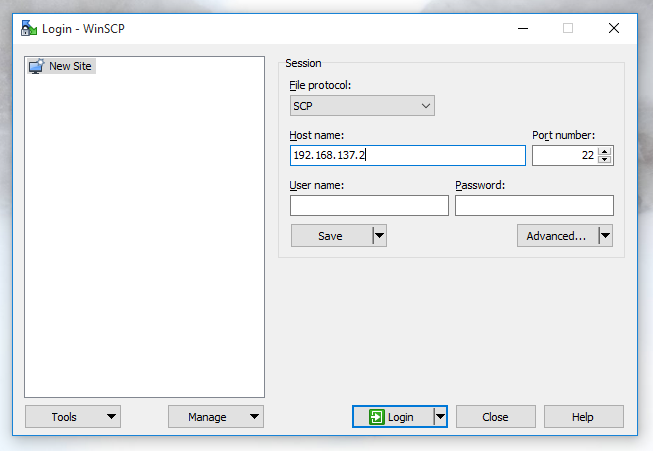 Login - WinSCP
New Site
Session
File protocol:
SCP
Host name:
Port number:
192.168.137.2
22
User name:
Password:
Save
Advanced...
Tools
Manage
Login
Close
Help